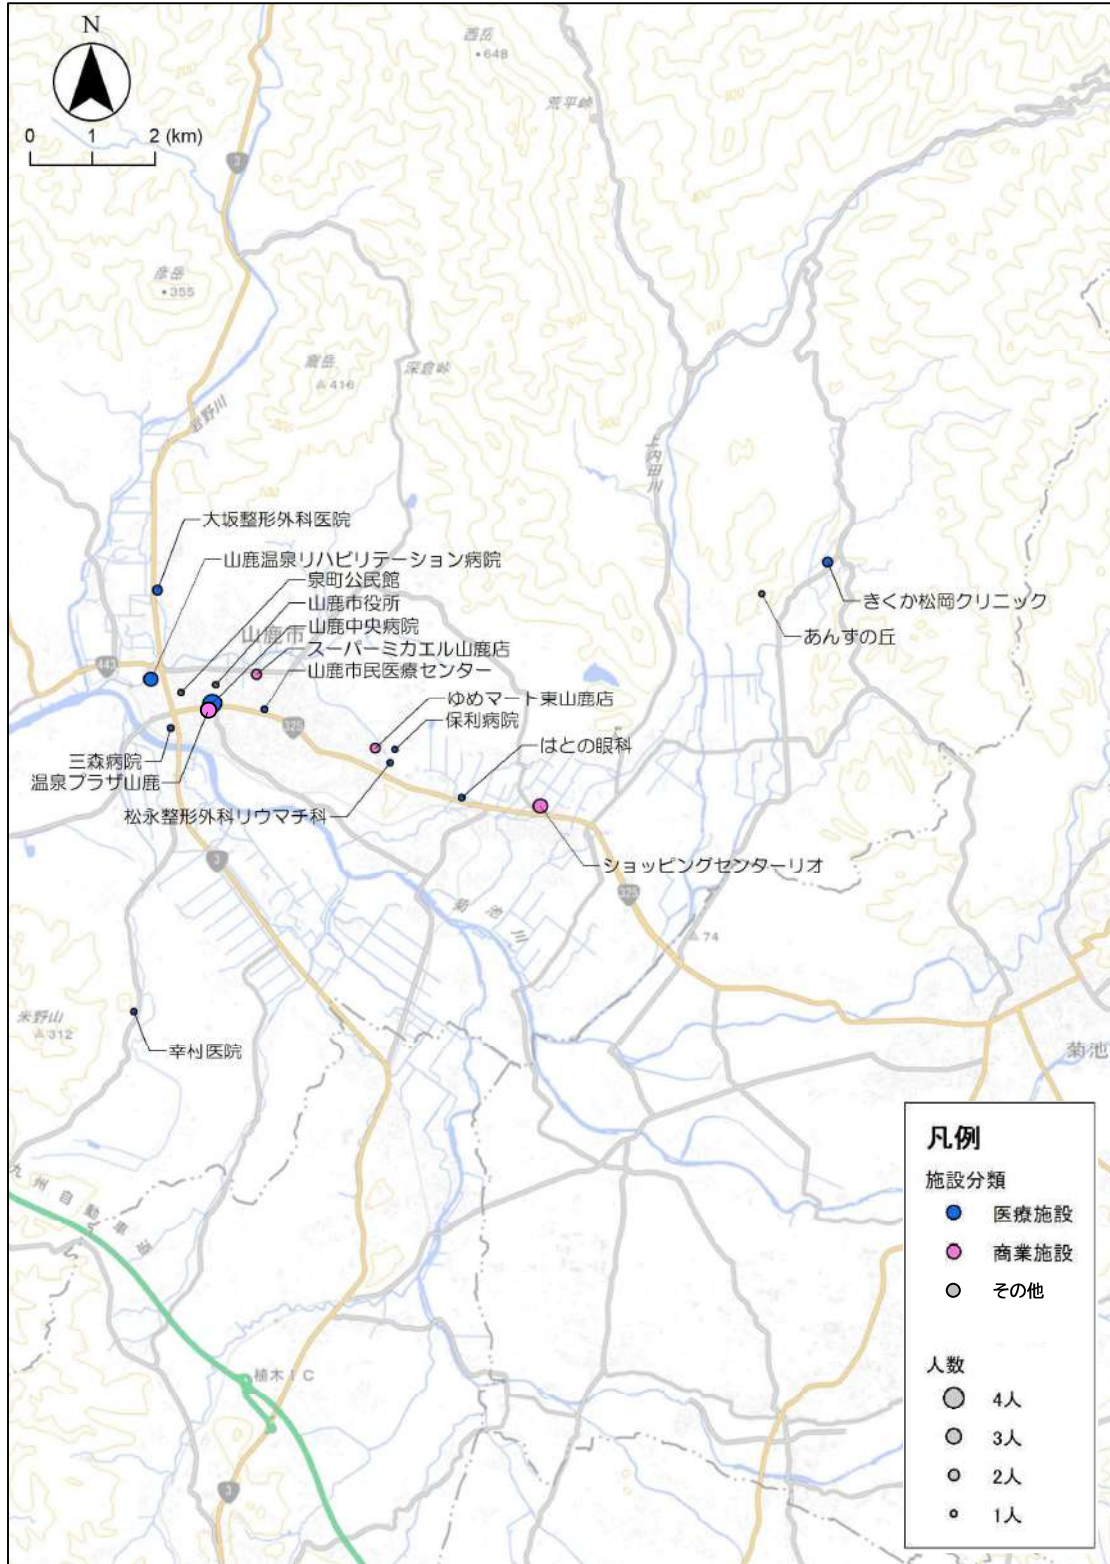 N
0 1 2 (km)
西岳
・648
荒平峠
3
彦岳
・355
震岳
416
深倉峠
岩野川
上内田川
大坂整形外科医院
山鹿温泉リハビリテーション病院
泉町公民館
山鹿市役所
山鹿中央病院
山鹿市
スーパーミカエル山鹿店
山鹿市民医療センター
きくか松岡クリニック
あんずの丘
443
325
ゆめマート東山鹿店
保利病院
はとの眼科
三森病院
温泉プラザ山鹿
松永整形外科リウマチ科
ショッピングセンターリオ
3
325
菊池川
74
米野山
312
幸村医院
菊池
九州自動車道
植木IC
3
凡例
施設分類
医療施設
商業施設
その他
人数
4人
3人
2人
1人